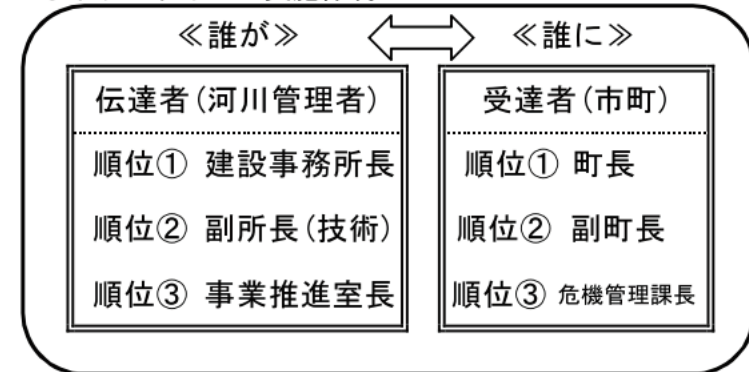 ≪誰が≫ ≪誰に≫
伝達者(河川管理者)
順位① 建設事務所長
順位② 副所長(技術)
順位③ 事業推進室長
受達者(市町)
順位① 町長
順位② 副町長
順位③ 危機管理課長